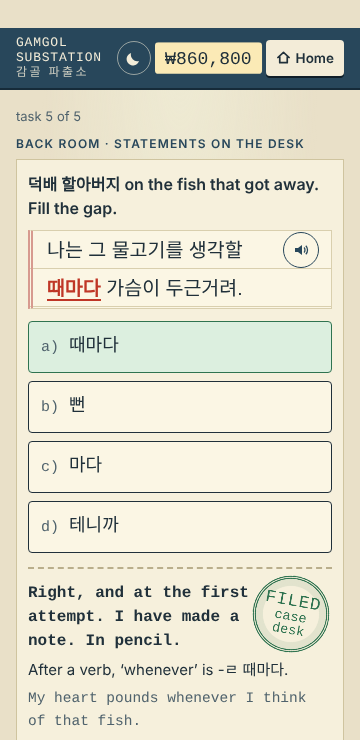 GAMGOL
SUBSTATION
감골 파출소
₩860,800
Home
task 5 of 5
BACK ROOM · STATEMENTS ON THE DESK
덕배 할아버지 on the fish that got away.
Fill the gap.
나는 그 물고기를 생각할
때마다 가슴이 두근거려.
a) 때마다
b) 뻔
c) 마다
d) 테니까
Right, and at the first
attempt. I have made a
note. In pencil.
FILED
case
desk
After a verb, ‘whenever’ is -ㄹ 때마다.
My heart pounds whenever I think
of that fish.